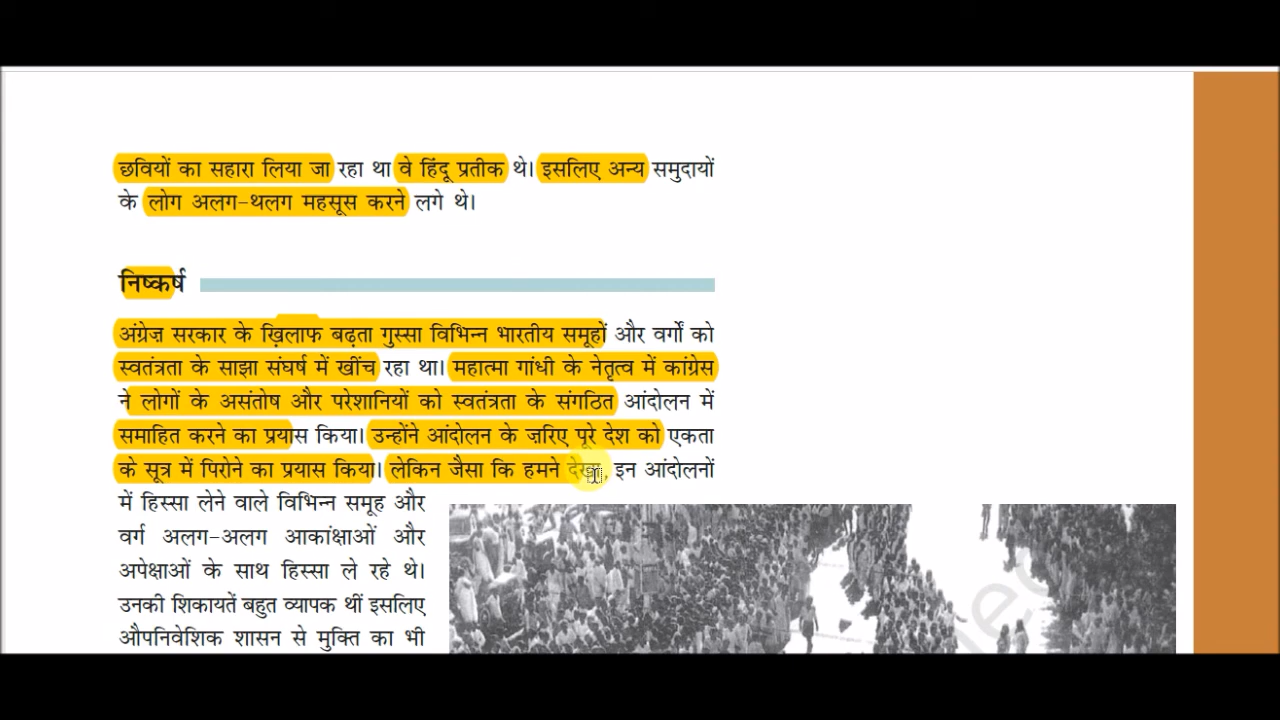 छवियों का सहारा लिया जा रहा था वे हिंदू प्रतीक थे। इसलिए अन्य समुदायों
के लोग अलग-थलग महसूस करने लगे थे।
निष्कर्ष
अंग्रेज़ सरकार के ख़िलाफ बढ़ता गुस्सा विभिन्न भारतीय समूहों और वर्गों को
स्वतंत्रता के साझा संघर्ष में खींच रहा था। महात्मा गांधी के नेतृत्व में कांग्रेस
ने लोगों के असंतोष और परेशानियों को स्वतंत्रता के संगठित आंदोलन में
समाहित करने का प्रयास किया। उन्होंने आंदोलन के ज़रिए पूरे देश को एकता
के सूत्र में पिरोने का प्रयास किया। लेकिन जैसा कि हमने देखा, इन आंदोलनों
में हिस्सा लेने वाले विभिन्न समूह और
वर्ग अलग-अलग आकांक्षाओं और
अपेक्षाओं के साथ हिस्सा ले रहे थे।
उनकी शिकायतें बहुत व्यापक थीं इसलिए
औपनिवेशिक शासन से मुक्ति का भी